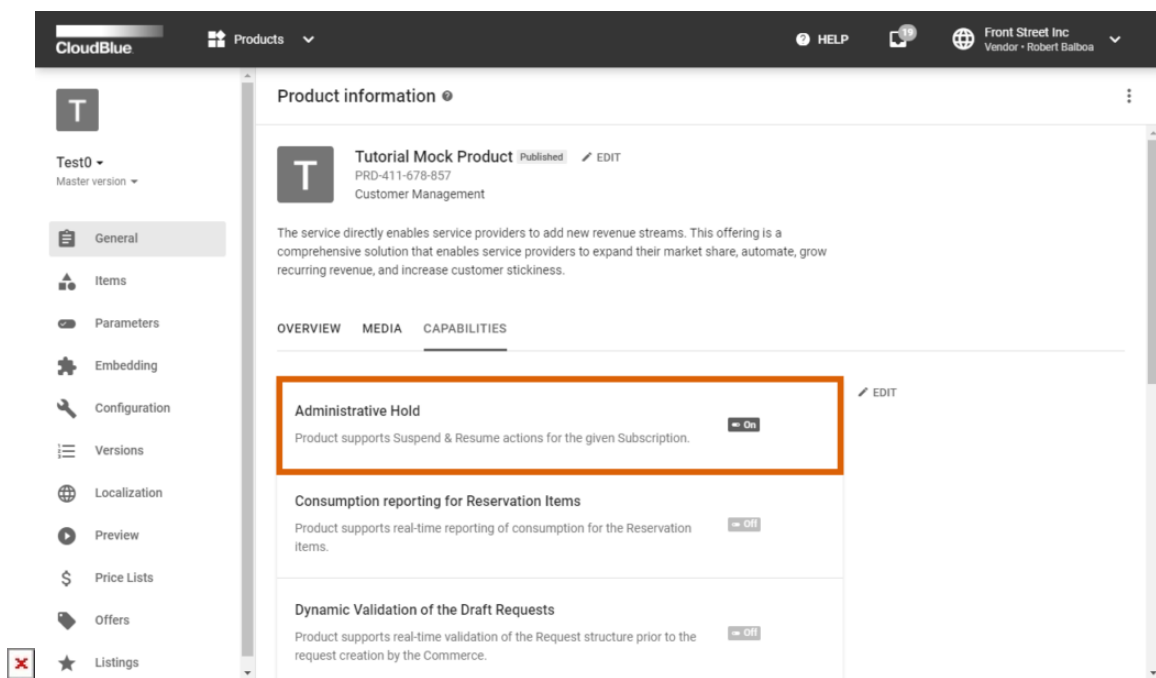 CloudBlue
Products
HELP
19
Front Street Inc
Vendor • Robert Balboa
T
Test0
Master version
General
Items
Parameters
Embedding
Configuration
Versions
Localization
Preview
Price Lists
Offers
Listings
Product information
T
Tutorial Mock Product Published EDIT
PRD-411-678-857
Customer Management
The service directly enables service providers to add new revenue streams. This offering is a
comprehensive solution that enables service providers to expand their market share, automate, grow
recurring revenue, and increase customer stickiness.
OVERVIEW MEDIA CAPABILITIES
EDIT
Administrative Hold
Product supports Suspend & Resume actions for the given Subscription.
On
Consumption reporting for Reservation Items
Product supports real-time reporting of consumption for the Reservation
items.
Off
Dynamic Validation of the Draft Requests
Product supports real-time validation of the Request structure prior to the
request creation by the Commerce.
Off